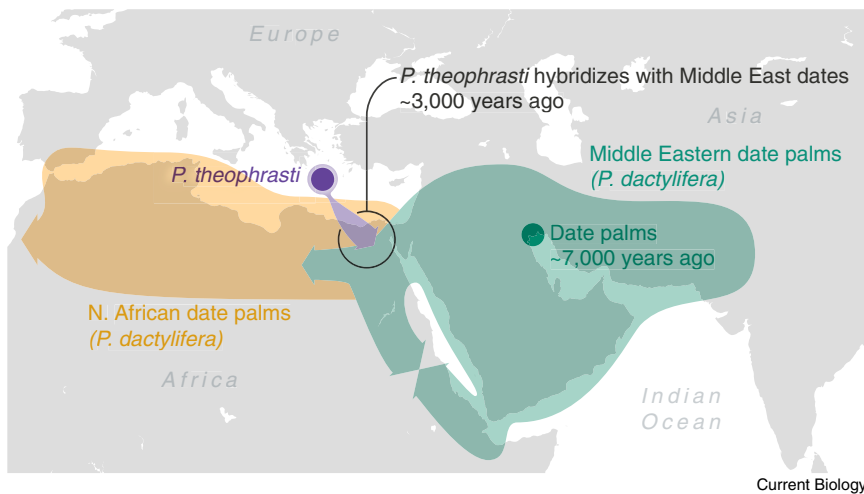 Europe
P. theophrasti hybridizes with Middle East dates
~3,000 years ago
Asia
Middle Eastern date palms
(P. dactylifera)
P. theophrasti
Date palms
~7,000 years ago
N. African date palms
(P. dactylifera)
Africa
Indian
Ocean
Current Biology